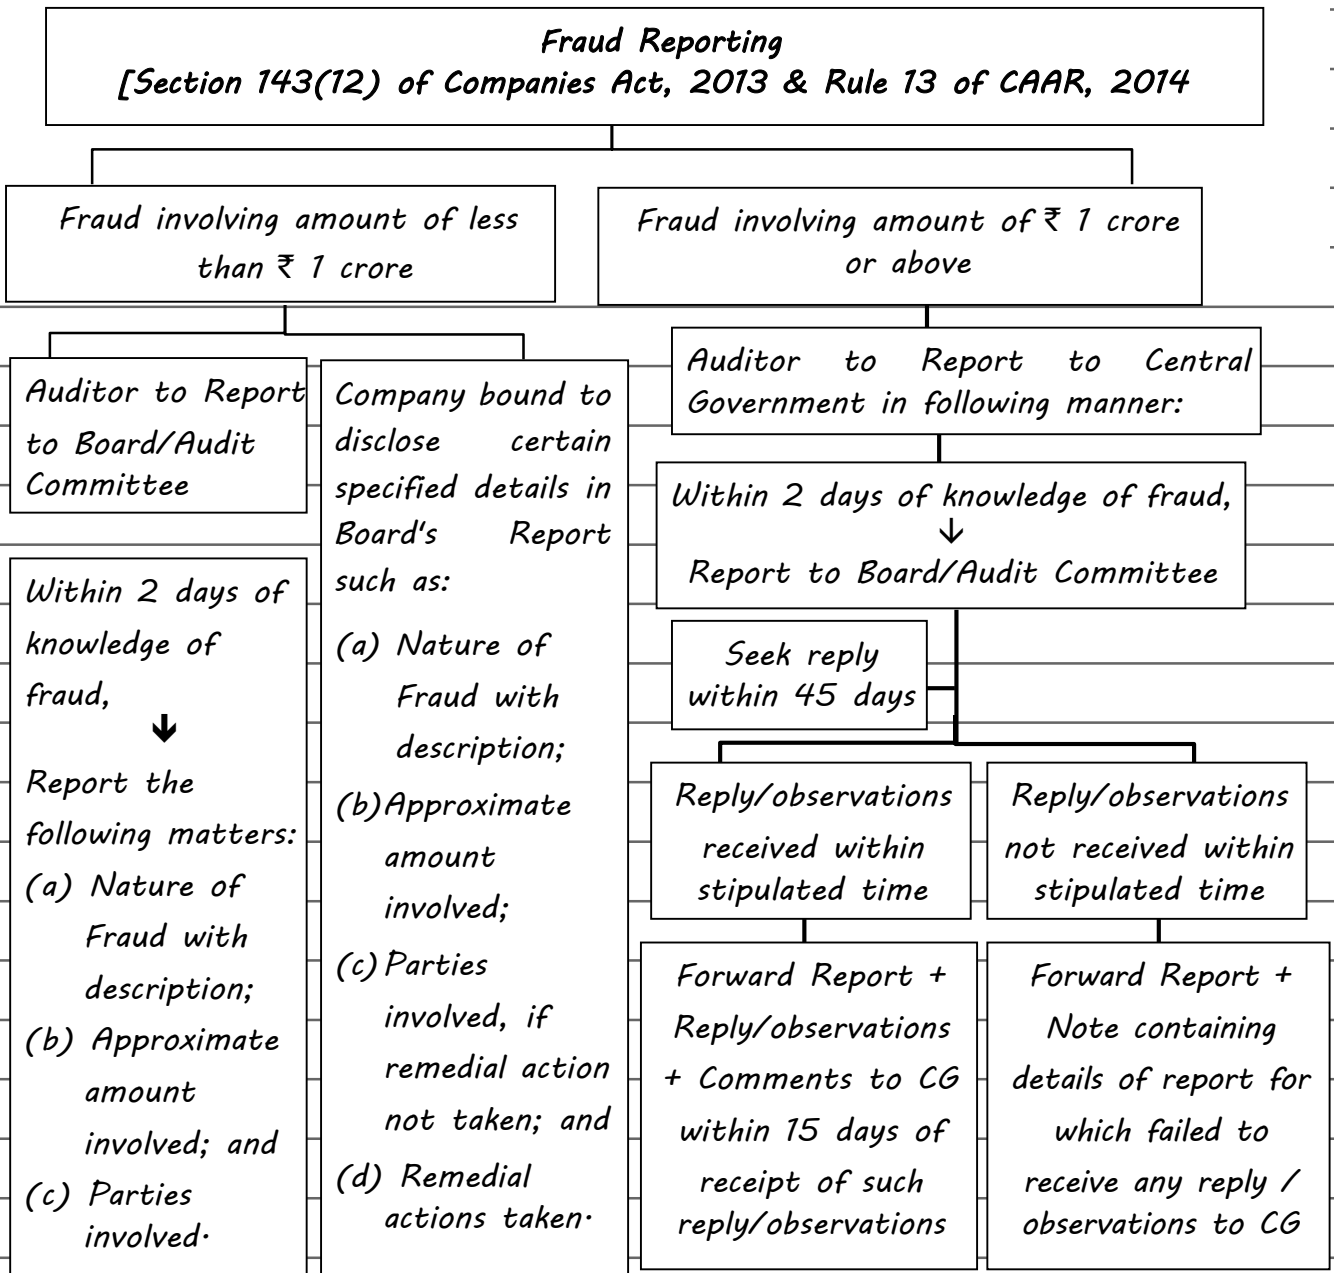 Fraud Reporting
[Section 143(12) of Companies Act, 2013 & Rule 13 of CAAR, 2014
Fraud involving amount of less
than ₹ 1 crore
Fraud involving amount of ₹ 1 crore
or above
Auditor to Report
to Board/Audit
Committee
Within 2 days of
knowledge of
fraud,
↓
Report the
following matters:
(a) Nature of
Fraud with
description;
(b) Approximate
amount
involved; and
(c) Parties
involved.
Company bound to
disclose certain
specified details in
Board's Report
such as:
(a) Nature of
Fraud with
description;
(b) Approximate
amount
involved;
(c) Parties
involved, if
remedial action
not taken; and
(d) Remedial
actions taken.
Auditor to Report to Central
Government in following manner:
Within 2 days of knowledge of fraud,
↓
Report to Board/Audit Committee
Seek reply
within 45 days
Reply/observations
received within
stipulated time
Forward Report +
Reply/observations
+ Comments to CG
within 15 days of
receipt of such
reply/observations
Reply/observations
not received within
stipulated time
Forward Report +
Note containing
details of report for
which failed to
receive any reply /
observations to CG